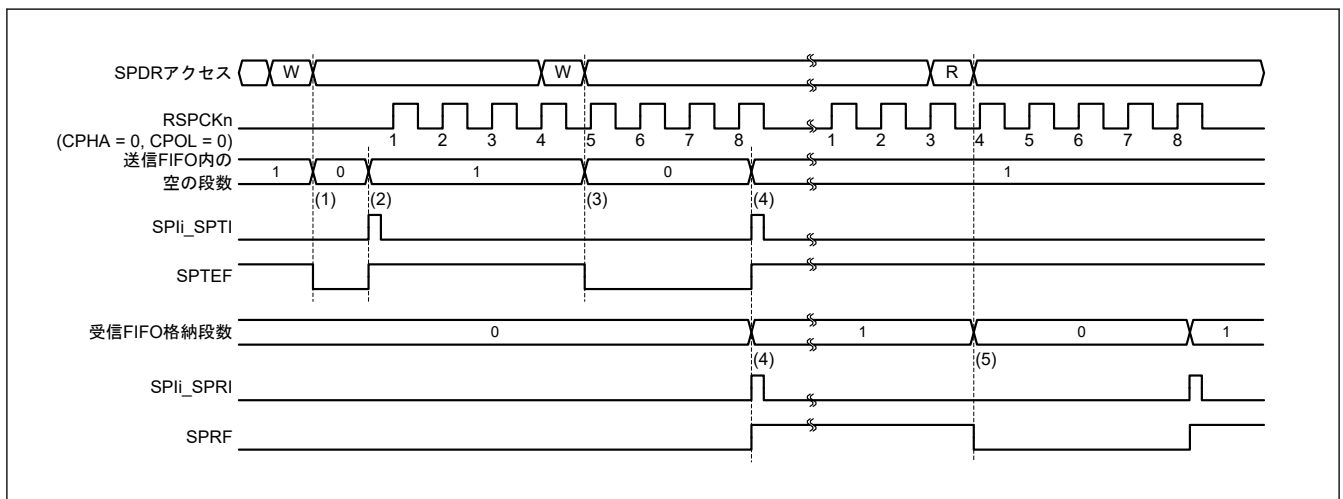 SPDRアクセス W W R
RSPCKn
(CPHA = 0, CPOL = 0)
1 2 3 4 5 6 7 8 1 2 3 4 5 6 7 8
送信FIFO内の
空の段数
1 0 1 0 1
(1) (2) (3) (4)
SPIi_SPTI
SPTEF
受信FIFO格納段数 0 1 0 1
(4) (5)
SPIi_SPRI
SPRF